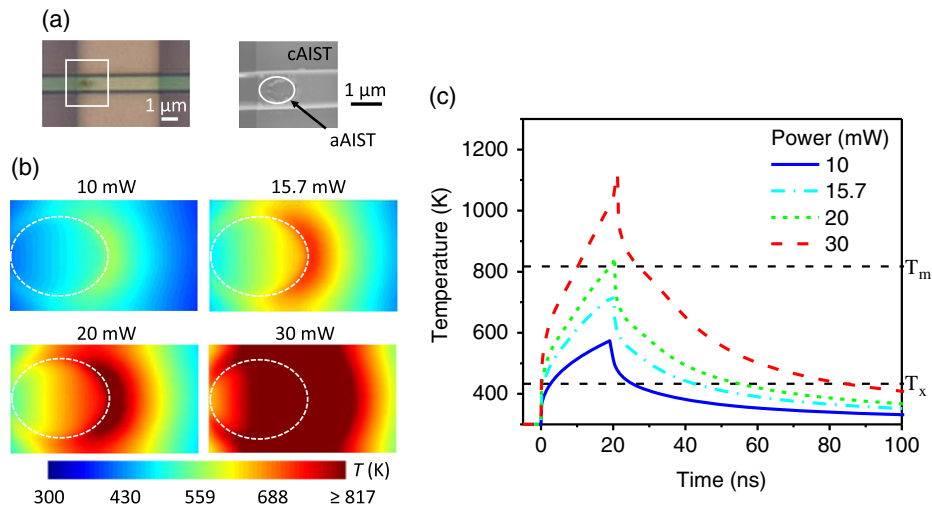 (a)
1 μm
cAIST
1 μm
aAIST
(b)
10 mW
15.7 mW
20 mW
30 mW
T (K)
300 430 559 688 ≥ 817
(c)
Power (mW)
10
15.7
20
30
Temperature (K)
1200
1000
800
600
400
Tm
Tx
0 20 40 60 80 100
Time (ns)